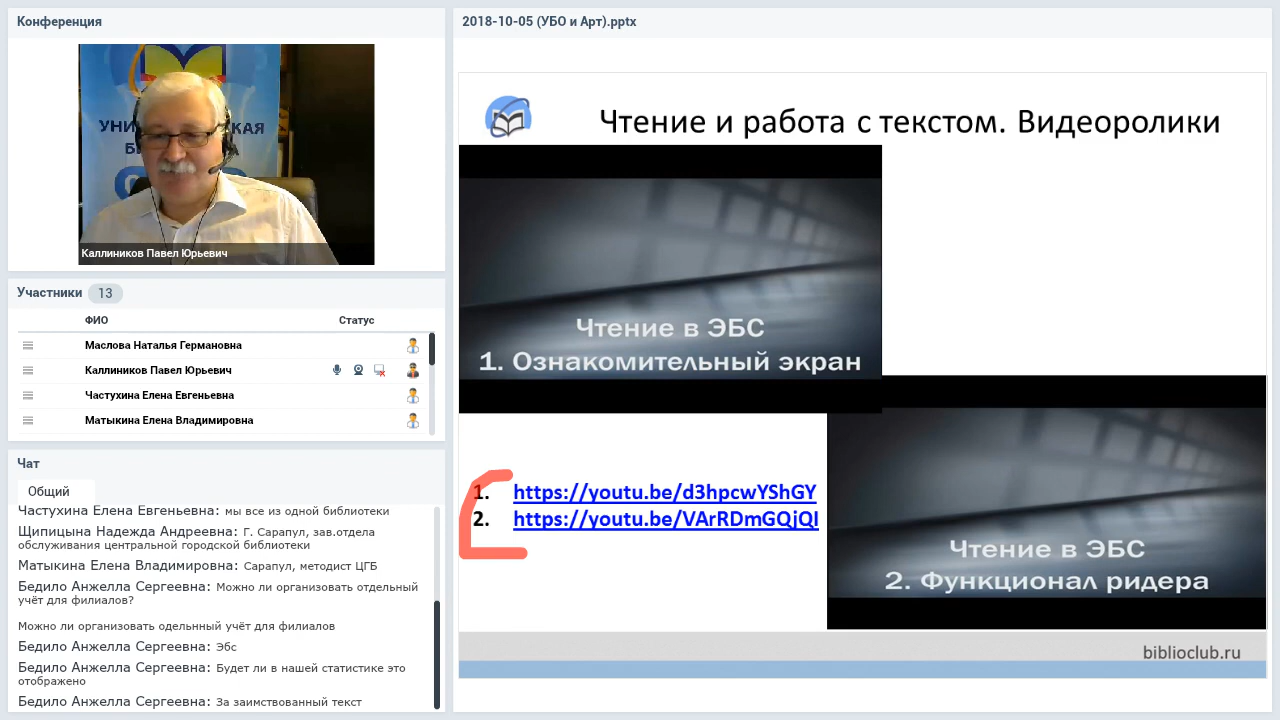 Конференция
УНИ
СКАЯ
Каллиников Павел Юрьевич
Участники 13
ФИО Статус
Маслова Наталья Германовна
Каллиников Павел Юрьевич
Частухина Елена Евгеньевна
Матыкина Елена Владимировна
Чат
Общий
Частухина Елена Евгеньевна: мы все из одной библиотеки
Щипицына Надежда Андреевна: Г. Сарапул, зав.отдела
обслуживания центральной городской библиотеки
Матыкина Елена Владимировна: Сарапул, методист ЦГБ
Бедило Анжелла Сергеевна: Можно ли организовать отдельный
учёт для филиалов?
Можно ли организовать одельнный учёт для филиалов
Бедило Анжелла Сергеевна: Эбс
Бедило Анжелла Сергеевна: Будет ли в нашей статистике это
отображено
Бедило Анжелла Сергеевна: За заимствованный текст
2018-10-05 (УБО и Арт).pptx
Чтение и работа с текстом. Видеоролики
Чтение в ЭБС
1. Ознакомительный экран
1. https://youtu.be/d3hpcwYShGY
2. https://youtu.be/VArRDmGQjQI
Чтение в ЭБС
2. Функционал ридера
biblioclub.ru